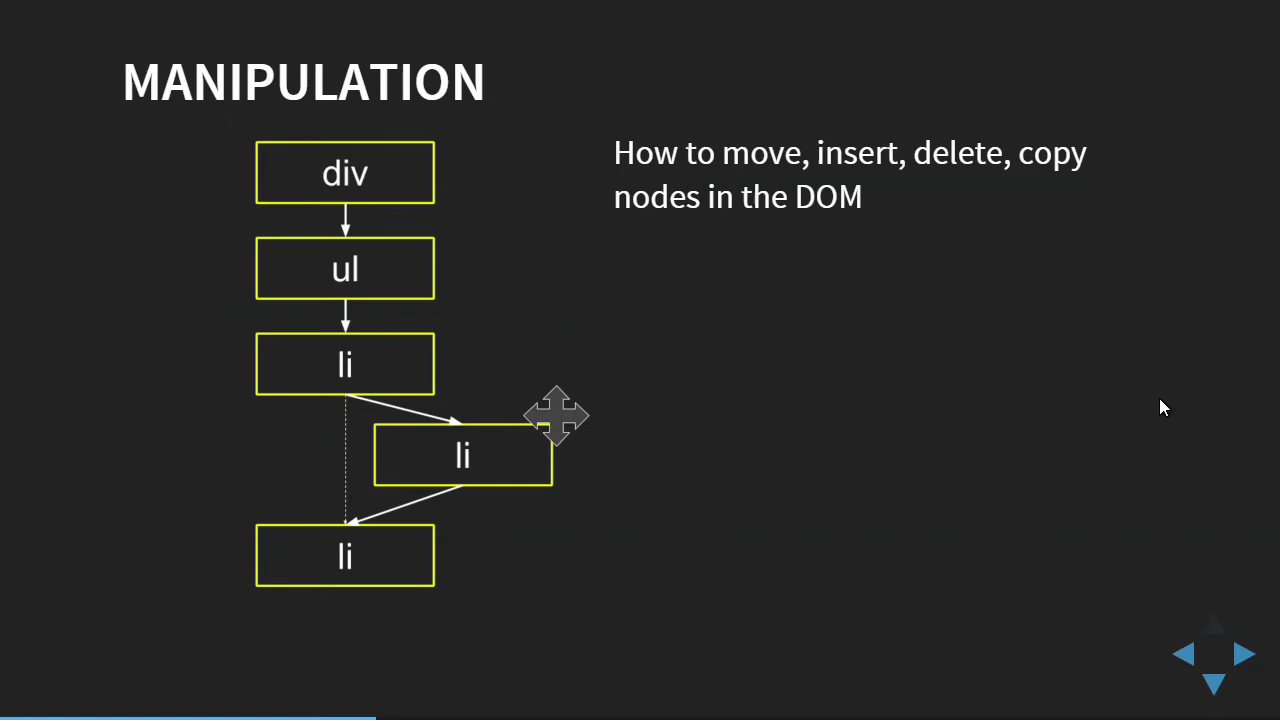 MANIPULATION
How to move, insert, delete, copy
nodes in the DOM
div
ul
li
li
li